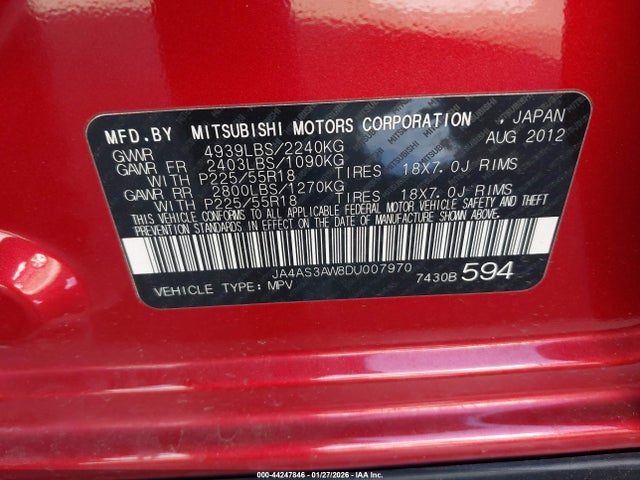 MFD.BY MITSUBISHI MOTORS CORPORATION, JAPAN
AUG 2012
GWWR 4939LBS/2240KG
GAWR FR 2403LBS/1090KG
WITH P225/55R18 TIRES 18X7.0J RIMS
GAWR RR 2800LBS/1270KG
WITH P225/55R18 TIRES 18X7.0J RIMS
THIS VEHICLE CONFORMS TO ALL APPLICABLE FEDERAL MOTOR VEHICLE SAFETY AND
THEFT PREVENTION STANDARDS IN EFFECT ON THE DATE OF MANUFACTURE SHOWN ABOVE.
JA4AS3AW8DU007970
7430B 594
VEHICLE TYPE: MPV
000-44247846 - 01/27/2026 - IAA Inc.